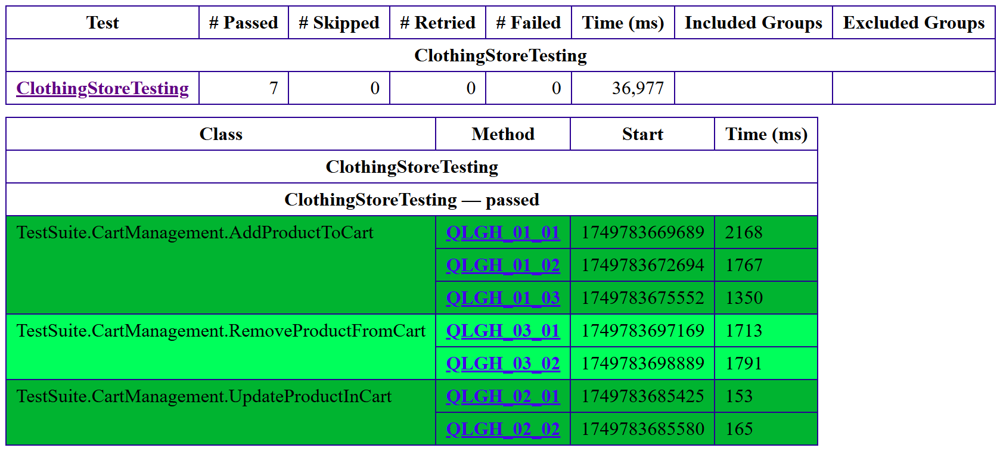 Test # Passed # Skipped # Retried # Failed Time (ms) Included Groups Excluded Groups
ClothingStoreTesting
ClothingStoreTesting 7 0 0 0 36,977
Class Method Start Time (ms)
ClothingStoreTesting
ClothingStoreTesting — passed
TestSuite.CartManagement.AddProductToCart QLGH_01_01 1749783669689 2168
QLGH_01_02 1749783672694 1767
QLGH_01_03 1749783675552 1350
TestSuite.CartManagement.RemoveProductFromCart QLGH_03_01 1749783697169 1713
QLGH_03_02 1749783698889 1791
TestSuite.CartManagement.UpdateProductInCart QLGH_02_01 1749783685425 153
QLGH_02_02 1749783685580 165